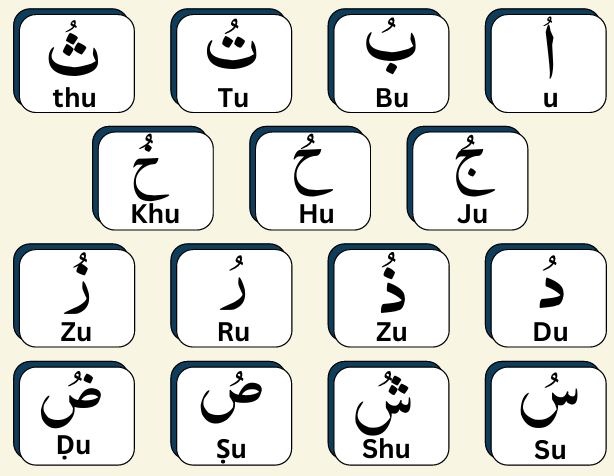 اُ بُ تُ ثُ
u Bu Tu thu
جُ حُ خُ
Ju Hu Khu
دُ ذُ رُ زُ
Du Zu Ru Zu
سُ شُ صُ ضُ
Su Shu Ṣu Ḍu